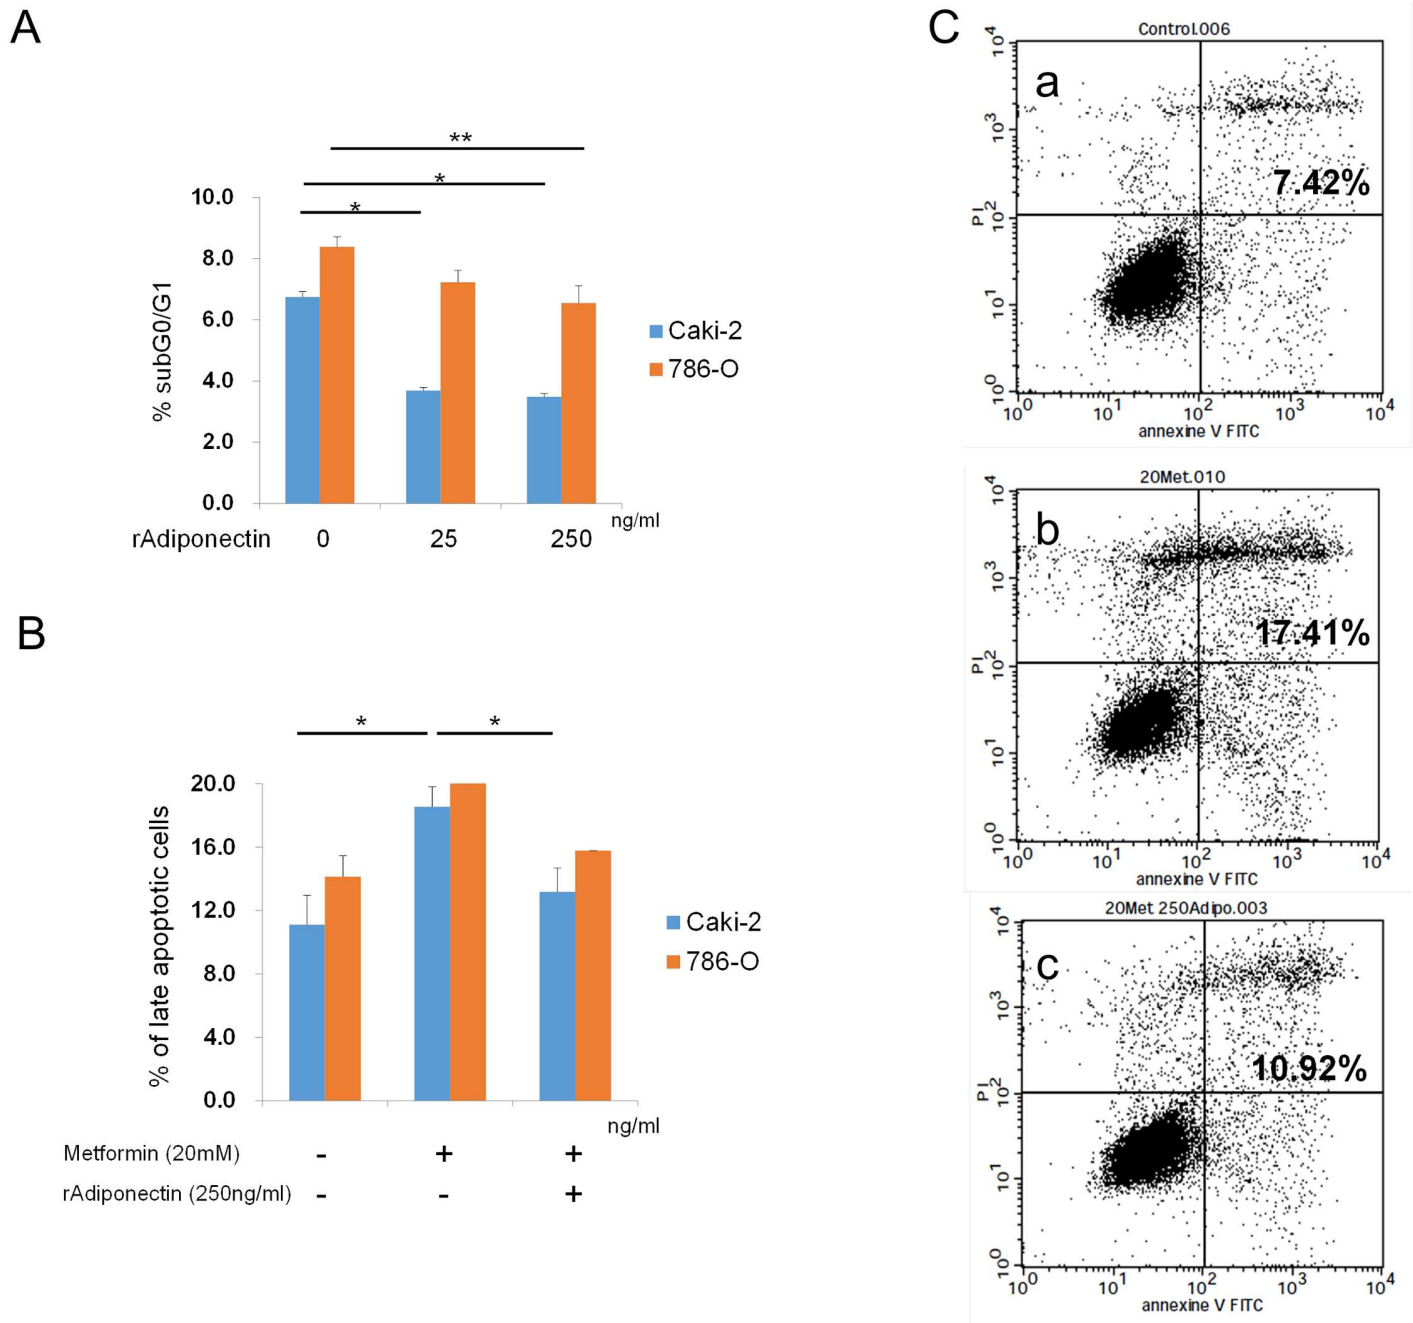 A
**
*
*
10.0
8.0
6.0
4.0
2.0
0.0
% subG0/G1
Caki-2
786-O
ng/ml
rAdiponectin 0 25 250
B
* *
20.0
16.0
12.0
8.0
4.0
0.0
% of late apoptotic cells
Caki-2
786-O
ng/ml
Metformin (20mM) - + +
rAdiponectin (250ng/ml) - - +
C
Control.006
a
7.42%
PI
10^4
10^3
10^2
10^1
10^0
10^0 10^1 10^2 10^3 10^4
annexine V FITC
20Met.010
b
17.41%
PI
10^4
10^3
10^2
10^1
10^0
10^0 10^1 10^2 10^3 10^4
annexine V FITC
20Met 250Adipo.003
c
10.92%
PI
10^4
10^3
10^2
10^1
10^0
10^0 10^1 10^2 10^3 10^4
annexine V FITC